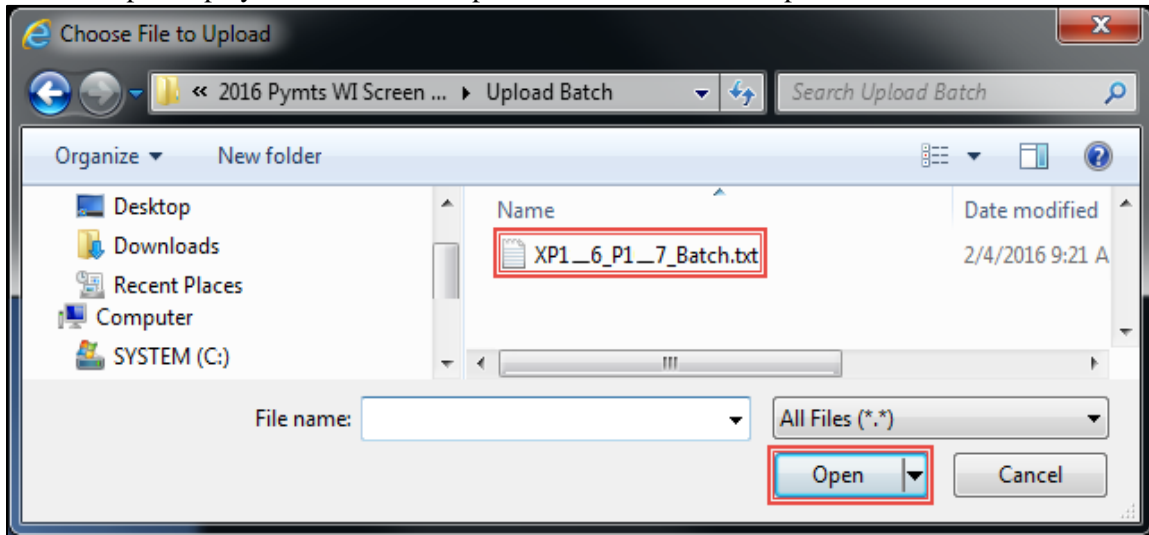 Choose File to Upload
X
« 2016 Pymts WI Screen ... Upload Batch Search Upload Batch
Organize New folder
Desktop
Downloads
Recent Places
Computer
SYSTEM (C:)
Name Date modified
XP1__6_P1__7_Batch.txt 2/4/2016 9:21 A
File name: All Files (*.*)
Open Cancel